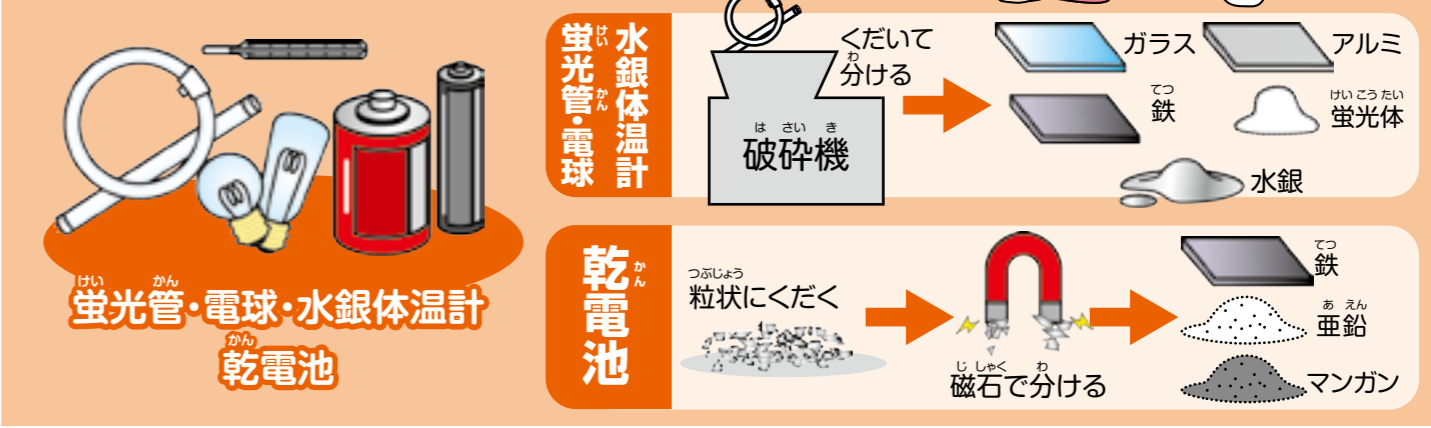 蛍光管・電球・水銀体温計
乾電池
水銀体温計
蛍光管・電球
くだいて
分ける
破砕機
ガラス
アルミ
鉄
蛍光体
水銀
乾電池
粒状にくだく
磁石で分ける
鉄
亜鉛
マンガン